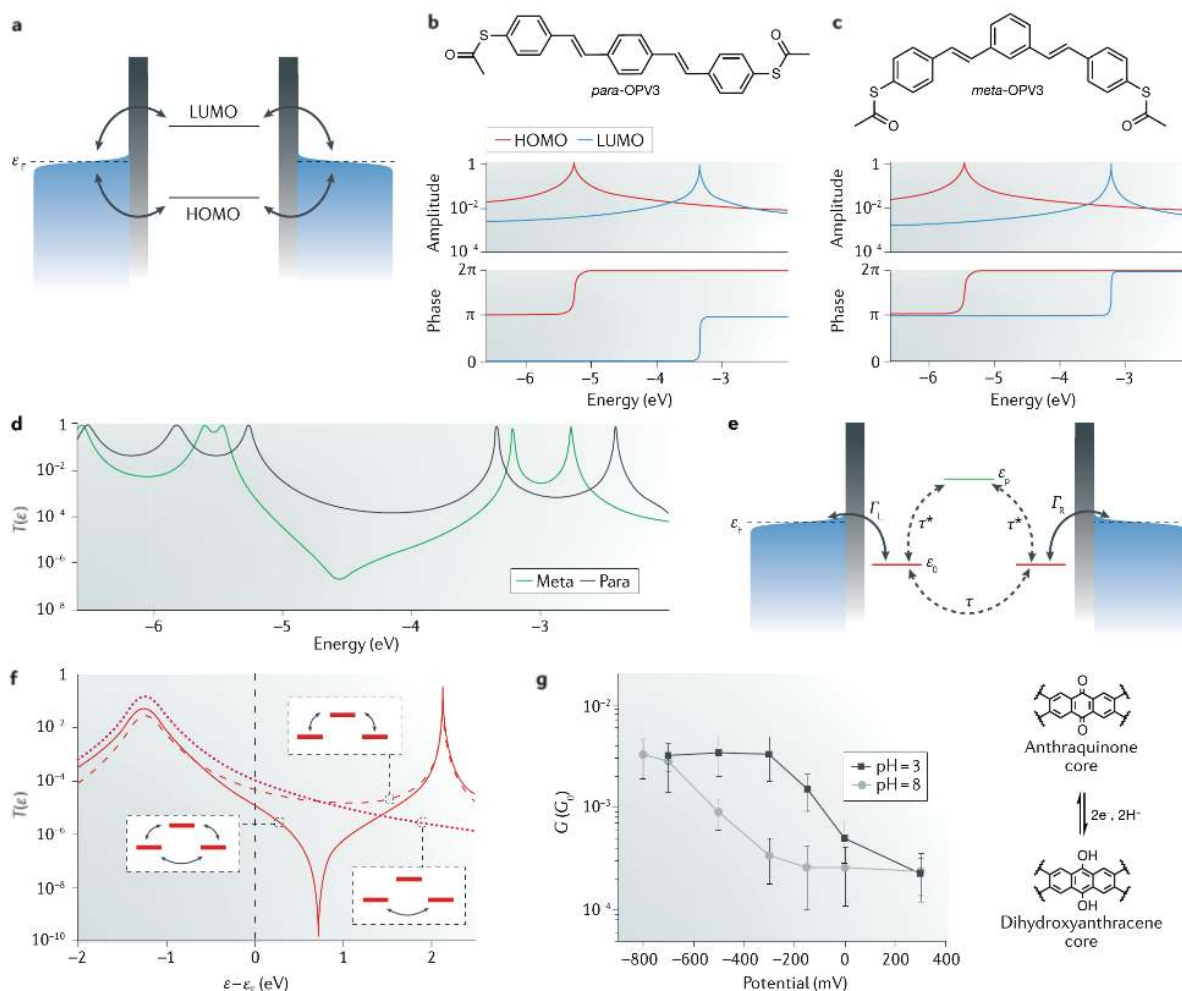 a
LUMO
ε_F
HOMO
b
O
S
S
O
para-OPV3
HOMO
LUMO
Amplitude
1
10⁻²
10⁻⁴
Phase
2π
π
0
−6
−5
−4
−3
Energy (eV)
c
S
O
S
O
meta-OPV3
Amplitude
1
10⁻²
10⁻⁴
Phase
2π
π
0
−6
−5
−4
−3
Energy (eV)
d
T(ε)
1
10⁻²
10⁻⁴
10⁻⁶
10⁻⁸
Meta
Para
−6
−5
−4
−3
Energy (eV)
e
ε_p
Γ_L
Γ_R
τ*
τ*
ε_F
ε_0
τ
f
T(ε)
1
10⁻²
10⁻⁴
10⁻⁶
10⁻⁸
10⁻¹⁰
−2
−1
0
1
2
ε−ε_F (eV)
g
G (G_0)
10⁻²
10⁻³
10⁻⁴
pH = 3
pH = 8
−800
−600
−400
−200
0
200
400
Potential (mV)
O
O
Anthraquinone
core
2e⁻, 2H⁺
OH
OH
Dihydroxyanthracene
core